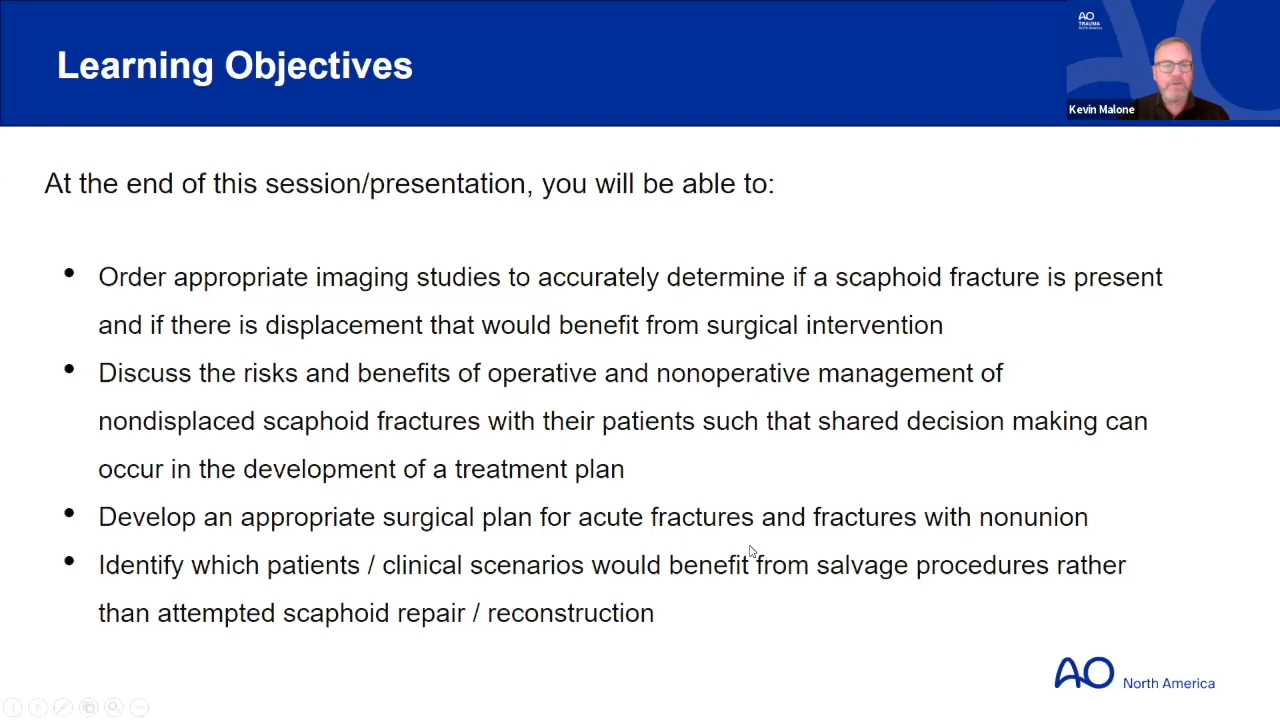 Learning Objectives
AO
TRAUMA
North America
Kevin Malone
At the end of this session/presentation, you will be able to:
• Order appropriate imaging studies to accurately determine if a scaphoid fracture is present
and if there is displacement that would benefit from surgical intervention
• Discuss the risks and benefits of operative and nonoperative management of
nondisplaced scaphoid fractures with their patients such that shared decision making can
occur in the development of a treatment plan
• Develop an appropriate surgical plan for acute fractures and fractures with nonunion
• Identify which patients / clinical scenarios would benefit from salvage procedures rather
than attempted scaphoid repair / reconstruction
AO North America